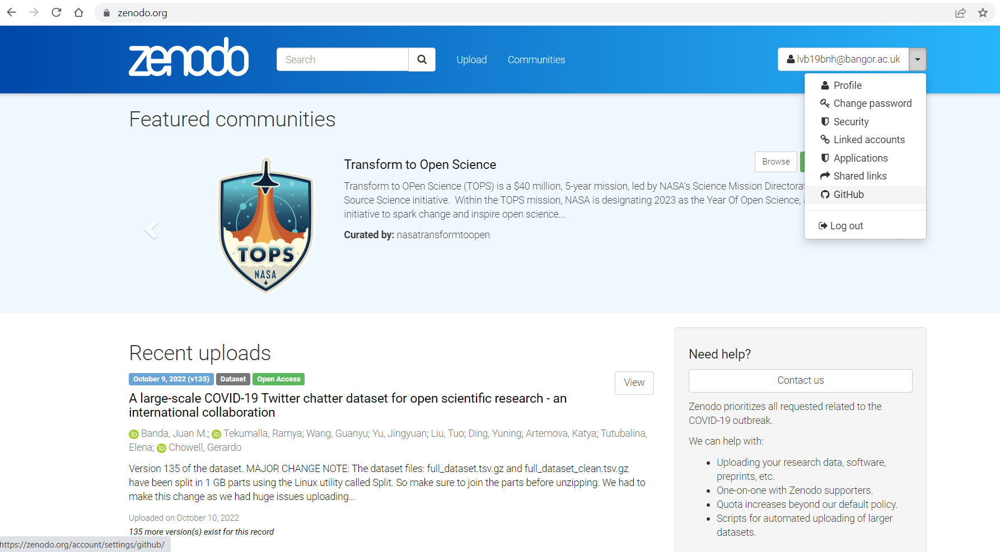 zenodo.org
zenodo
Search
Upload
Communities
lvb19bnh@bangor.ac.uk
Profile
Change password
Security
Linked accounts
Applications
Shared links
GitHub
Log out
Featured communities
TOPS
NASA
Transform to Open Science
Browse
Transform to OPen Science (TOPS) is a $40 million, 5-year mission, led by NASA's Science Mission
Source Science initiative. Within the TOPS mission, NASA is designating 2023 as the Year Of Open Science,
initiative to spark change and inspire open science...
Curated by: nasatransformtoopen
Recent uploads
October 9, 2022 (v135) Dataset Open Access
View
A large-scale COVID-19 Twitter chatter dataset for open scientific research - an
international collaboration
iD Banda, Juan M.; iD Tekumalla, Ramya; Wang, Guanyu; Yu, Jingyuan; Liu, Tuo; Ding, Yuning; Artemova, Katya; Tutubalina,
Elena; iD Chowell, Gerardo
Version 135 of the dataset. MAJOR CHANGE NOTE: The dataset files: full_dataset.tsv.gz and full_dataset_clean.tsv.gz
have been split in 1 GB parts using the Linux utility called Split. So make sure to join the parts before unzipping. We had to
make this change as we had huge issues uploading...
Uploaded on October 10, 2022
135 more version(s) exist for this record
Need help?
Contact us
Zenodo prioritizes all requested related to the
COVID-19 outbreak.
We can help with:
• Uploading your research data, software,
preprints, etc.
• One-on-one with Zenodo supporters.
• Quota increases beyond our default policy.
• Scripts for automated uploading of larger
datasets.
https://zenodo.org/account/settings/github/